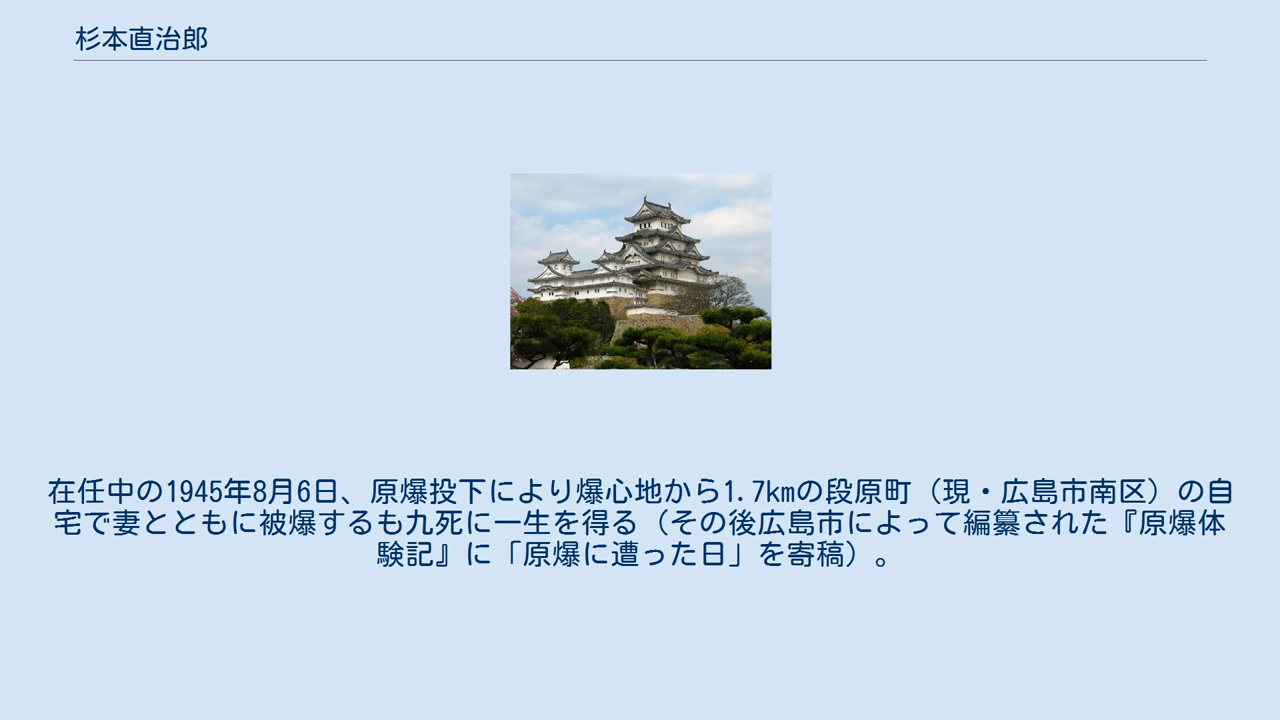 杉本直治郎
在任中の1945年8月6日、原爆投下により爆心地から1.7kmの段原町（現・広島市南区）の自
宅で妻とともに被爆するも九死に一生を得る（その後広島市によって編纂された『原爆体
験記』に「原爆に遭った日」を寄稿）。